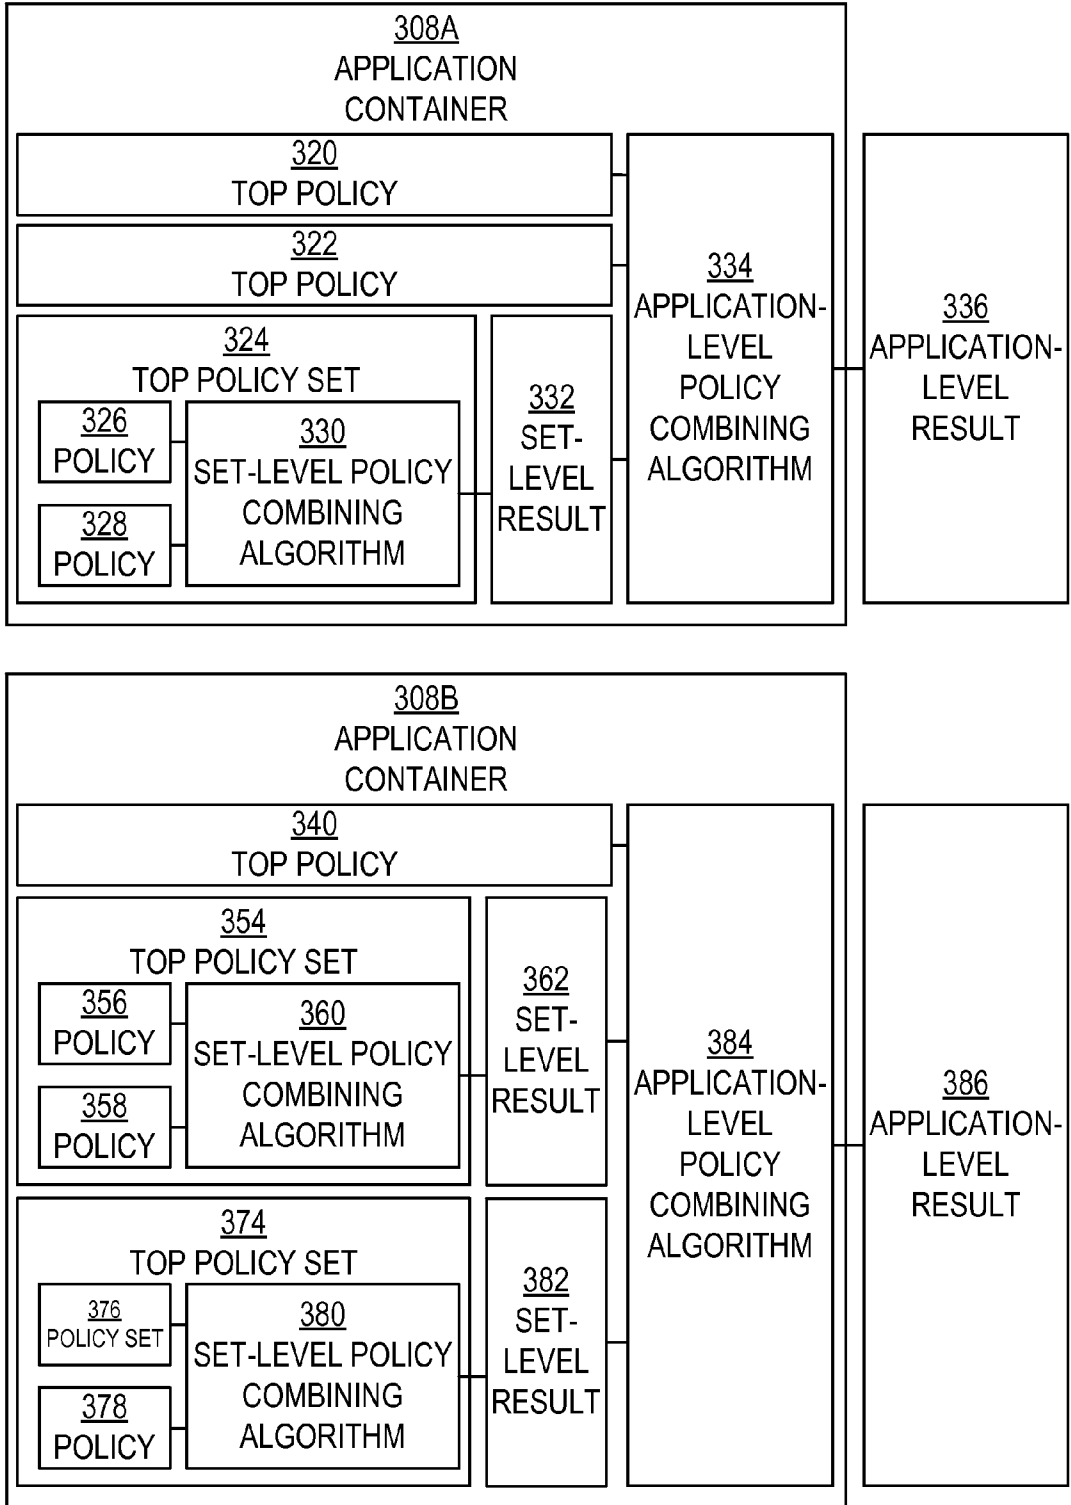 308A
APPLICATION
CONTAINER
320
TOP POLICY
322
TOP POLICY
324
TOP POLICY SET
326
POLICY
328
POLICY
330
SET-LEVEL POLICY
COMBINING
ALGORITHM
332
SET-
LEVEL
RESULT
334
APPLICATION-
LEVEL
POLICY
COMBINING
ALGORITHM
336
APPLICATION-
LEVEL
RESULT
308B
APPLICATION
CONTAINER
340
TOP POLICY
354
TOP POLICY SET
356
POLICY
358
POLICY
360
SET-LEVEL POLICY
COMBINING
ALGORITHM
362
SET-
LEVEL
RESULT
374
TOP POLICY SET
376
POLICY SET
378
POLICY
380
SET-LEVEL POLICY
COMBINING
ALGORITHM
382
SET-
LEVEL
RESULT
384
APPLICATION-
LEVEL
POLICY
COMBINING
ALGORITHM
386
APPLICATION-
LEVEL
RESULT